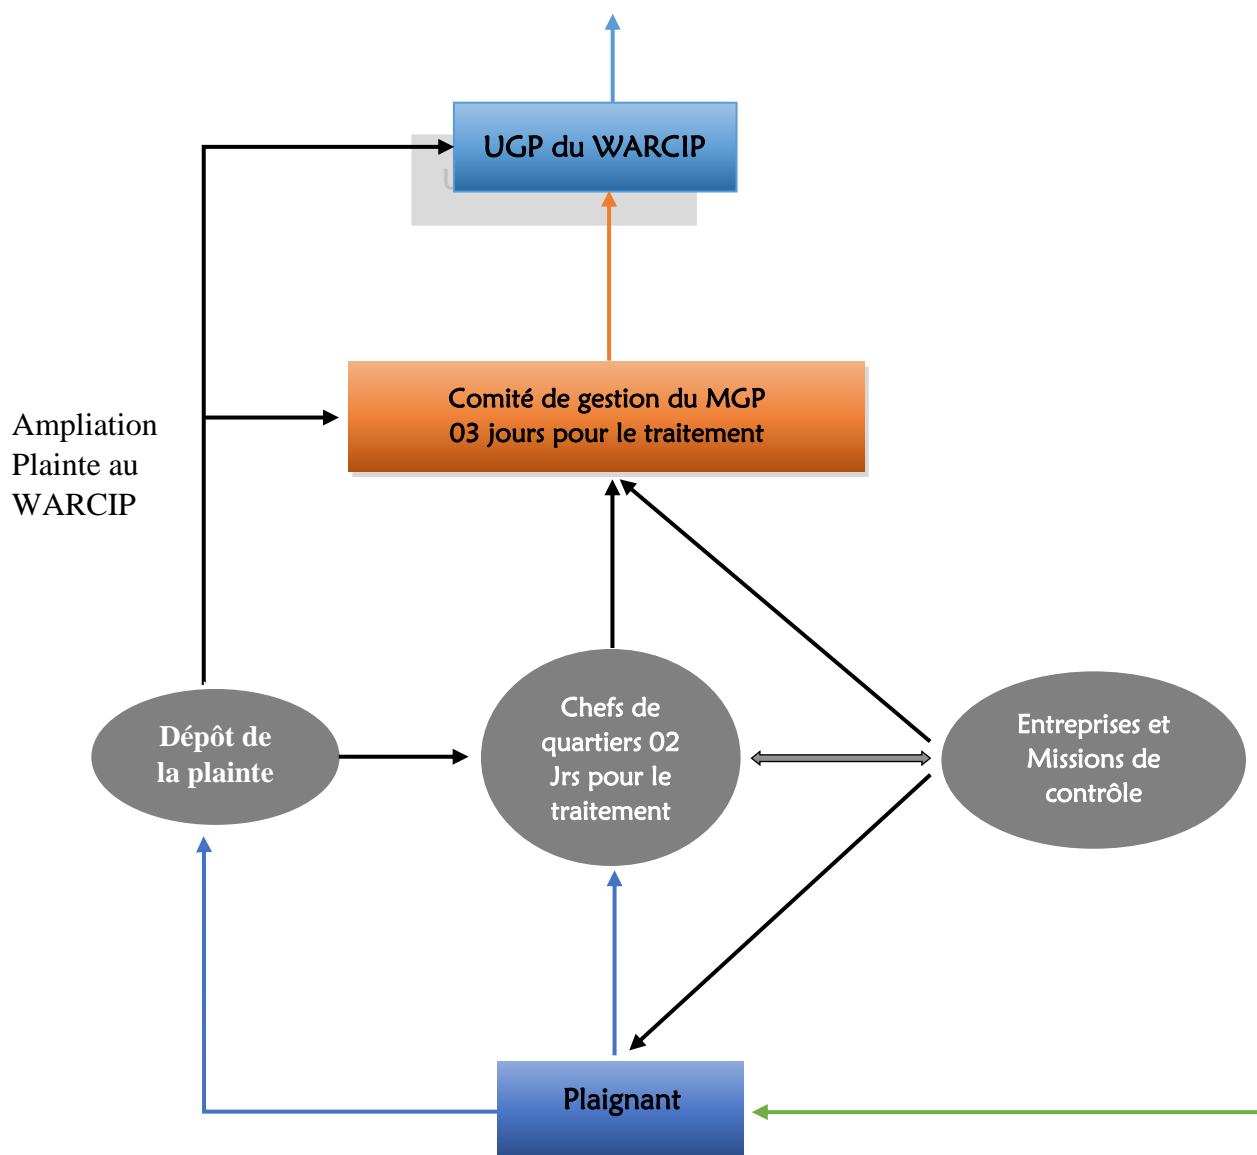 UGP du WARCIP
Comité de gestion du MGP
03 jours pour le traitement
Ampliation
Plainte au
WARCIP
Dépôt de
la plainte
Chefs de
quartiers 02
Jrs pour le
traitement
Entreprises et
Missions de
contrôle
Plaignant